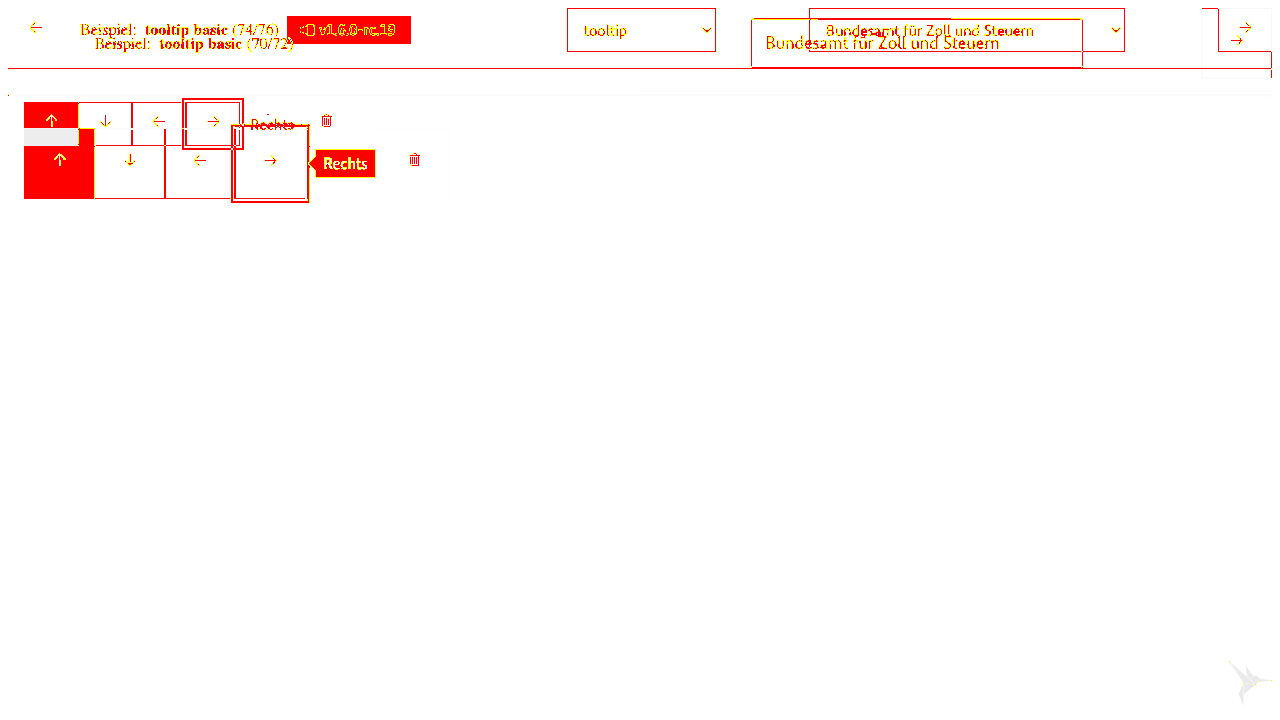 Beispiel: tooltip basic (74/76)
v1.6.0-rc.19
tooltip
Bundesamt für Zoll und Steuern
Beispiel: tooltip basic (70/72)
Bundesamt für Zoll und Steuern
Rechts
Rechts